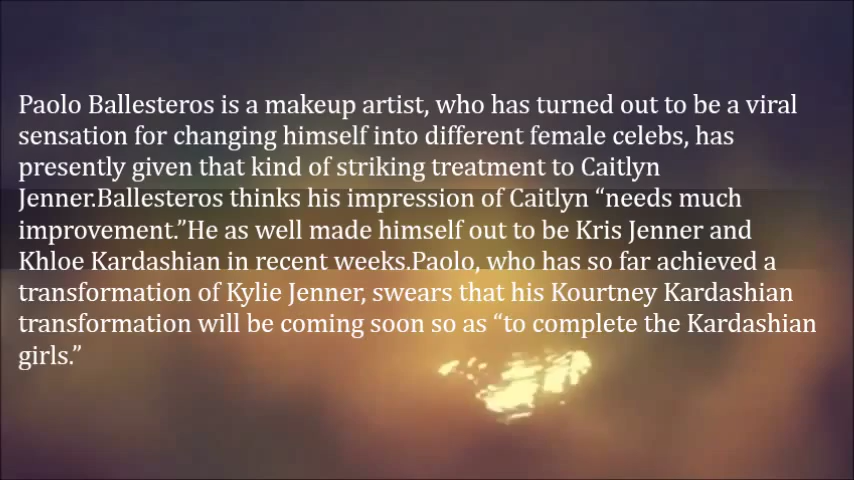 Paolo Ballesteros is a makeup artist, who has turned out to be a viral
sensation for changing himself into different female celebs, has
presently given that kind of striking treatment to Caitlyn
Jenner.Ballesteros thinks his impression of Caitlyn “needs much
improvement.”He as well made himself out to be Kris Jenner and
Khloe Kardashian in recent weeks.Paolo, who has so far achieved a
transformation of Kylie Jenner, swears that his Kourtney Kardashian
transformation will be coming soon so as “to complete the Kardashian
girls.”